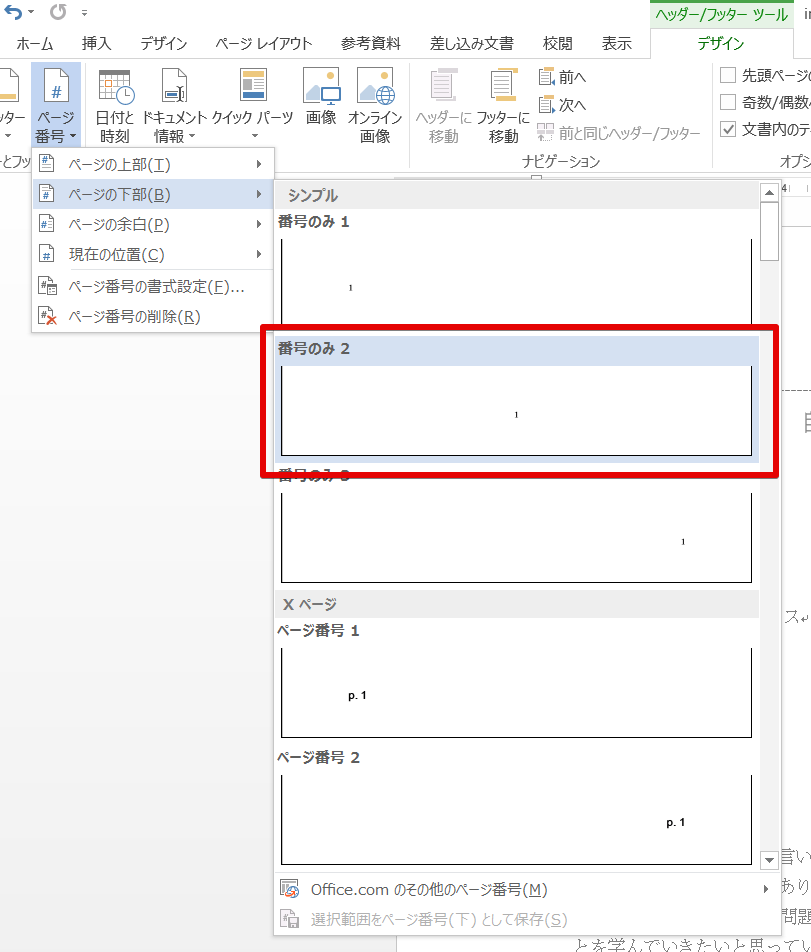 ヘッダー/フッター ツール
ホーム 挿入 デザイン ページ レイアウト 参考資料 差し込み文書 校閲 表示 デザイン
ページ番号
日付と時刻
ドキュメント情報
クイック パーツ
画像
オンライン画像
ヘッダーに移動
フッターに移動
前へ
次へ
前と同じヘッダー/フッター
ナビゲーション
先頭ページ
奇数/偶数
文書内のテ
オプシ
ページの上部(T)
ページの下部(B)
ページの余白(P)
現在の位置(C)
ページ番号の書式設定(F)...
ページ番号の削除(R)
シンプル
番号のみ 1
1
番号のみ 2
1
番号のみ 3
1
X ページ
ページ番号 1
p. 1
ページ番号 2
p. 1
Office.com のその他のページ番号(M)
選択範囲をページ番号(下) として保存(S)
4
ス
言い
あり
問題
とを学んでいきたいと思ってい